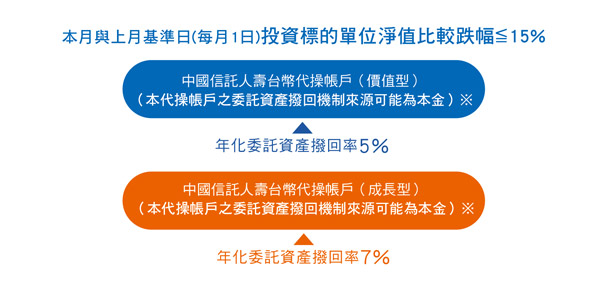 本月與上月基準日(每月1日)投資標的單位淨值比較跌幅≦15%
中國信託人壽台幣代操帳戶（價值型）
（本代操帳戶之委託資產撥回機制來源可能為本金）※
年化委託資產撥回率5%
中國信託人壽台幣代操帳戶（成長型）
（本代操帳戶之委託資產撥回機制來源可能為本金）※
年化委託資產撥回率7%